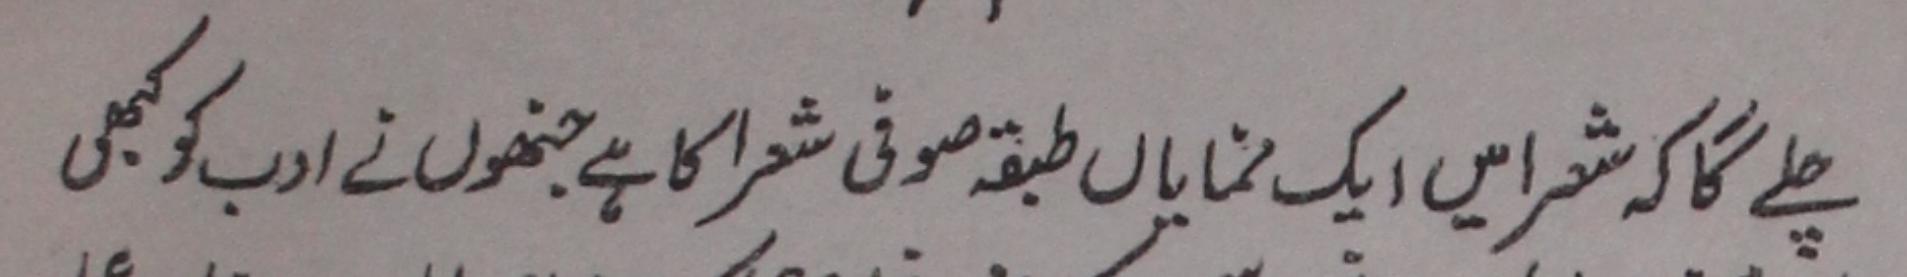 چلے گا کہ شعرا میں ایک نمایاں طبقہ صوفی شعرا کا ہے جنھوں نے ادب کو کبھی